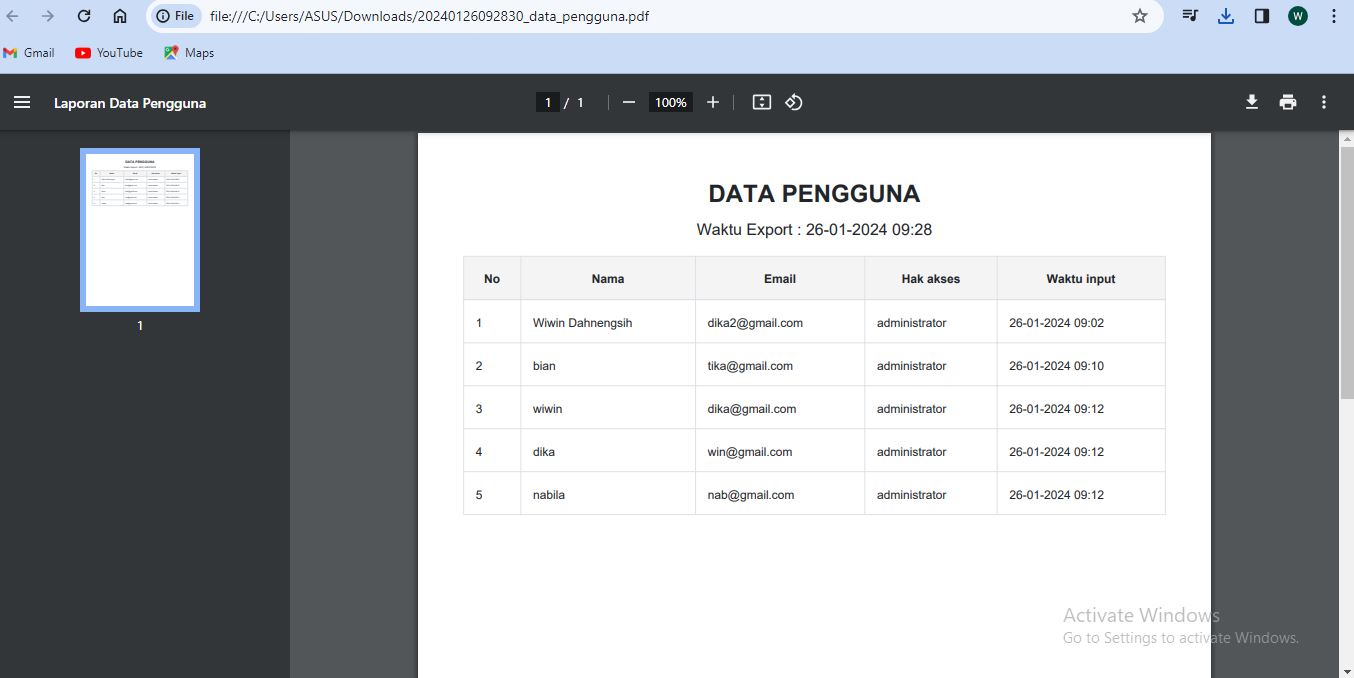 File file:///C:/Users/ASUS/Downloads/20240126092830_data_pengguna.pdf
W
Gmail YouTube Maps
Laporan Data Pengguna 1 / 1 100%
DATA PENGGUNA
Waktu Export : 26-01-2024 09:28
No Nama Email Hak akses Waktu input
1 Wiwin Dahnengsih dika2@gmail.com administrator 26-01-2024 09:02
2 bian tika@gmail.com administrator 26-01-2024 09:10
3 wiwin dika@gmail.com administrator 26-01-2024 09:12
4 dika win@gmail.com administrator 26-01-2024 09:12
5 nabila nab@gmail.com administrator 26-01-2024 09:12
1
Activate Windows
Go to Settings to activate Windows.